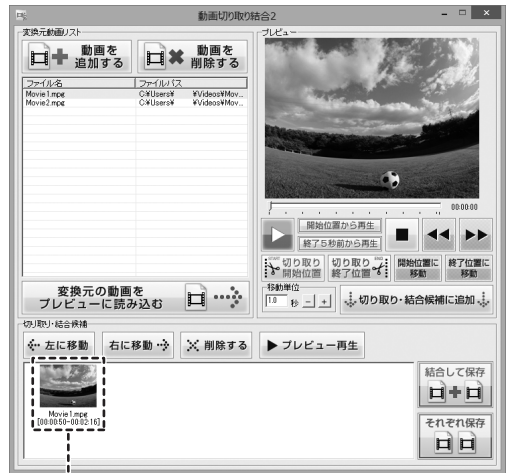 動画切り取り結合2
変換元動画リスト
動画を
追加する
動画を
削除する
ファイル名 ファイルパス
Movie1.mpg C:¥Users¥ ¥Videos¥Mov...
Movie2.mpg C:¥Users¥ ¥Videos¥Mov...
変換元の動画を
プレビューに読み込む
プレビュー
00:00:00
開始位置から再生
終了5秒前から再生
START
切り取り
開始位置
END
切り取り
終了位置
開始位置に
移動
終了位置に
移動
移動単位
1.0 秒 - +
切り取り・結合候補に追加
切り取り・結合候補
左に移動
右に移動
削除する
プレビュー再生
Movie1.mpg
[00:00:50-00:02:16]
結合して保存
それぞれ保存